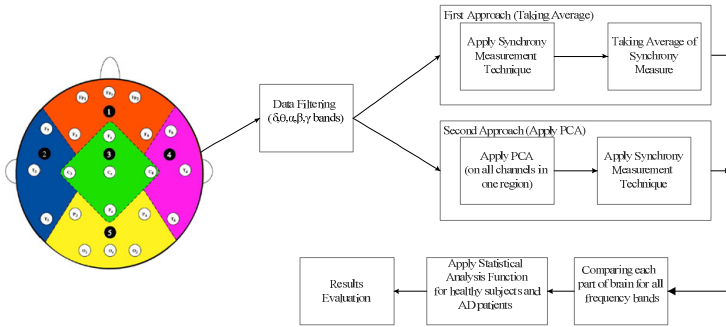 First Approach (Taking Average)
Apply Synchrony
Measurement
Technique
Taking Average of
Synchrony
Measure
Data Filtering
(δ,θ,α,β,γ bands)
Second Approach (Apply PCA)
Apply PCA
(on all channels in
one region)
Apply Synchrony
Measurement
Technique
1
2
3
4
5
Results
Evaluation
Apply Statistical
Analysis Function
for healthy subjects and
AD patients
Comparing each
part of brain for all
frequency bands